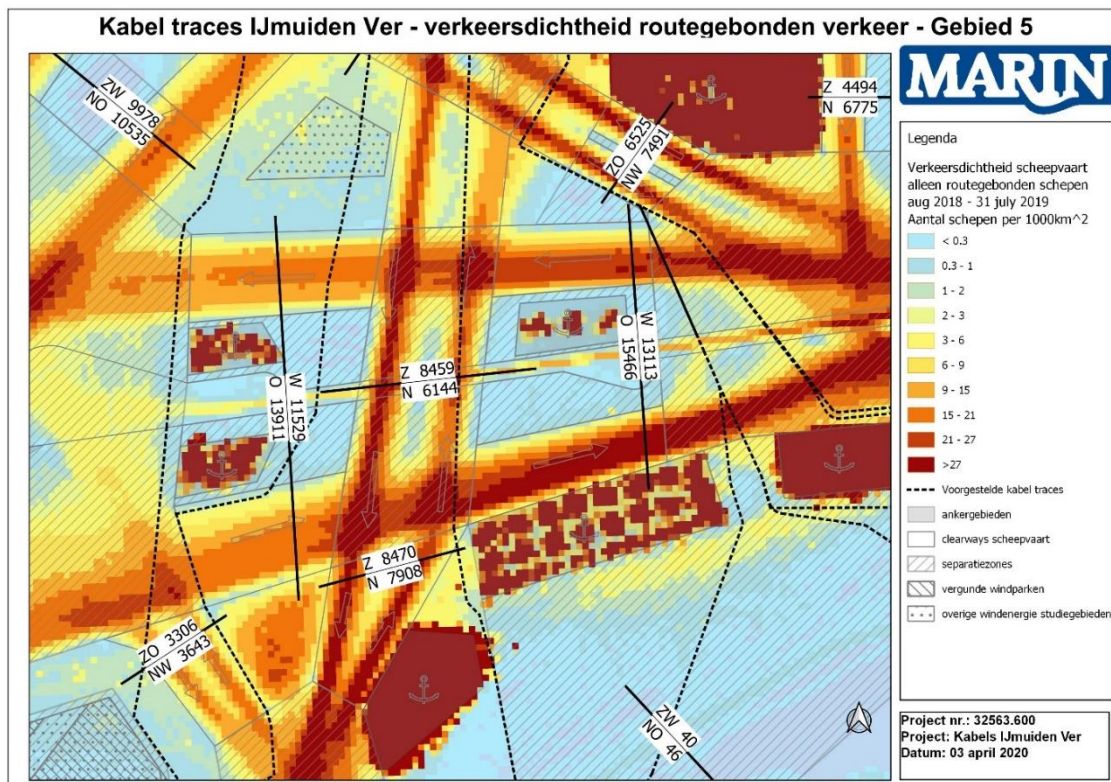 Kabel traces IJmuiden Ver - verkeersdichtheid routegebonden verkeer - Gebied 5
ZW 9978
NO 10535
ZO 6525
NW 7491
Z 4494
N 6775
W 11529
O 13911
Z 8459
N 6144
W 13113
O 15466
Z 8470
N 7908
ZO 3306
NW 3643
ZW 40
NO 46
MARIN
Legenda
Verkeersdichtheid scheepvaart
alleen routegebonden schepen
aug 2018 - 31 july 2019
Aantal schepen per 1000km^2
< 0.3
0.3 - 1
1 - 2
2 - 3
3 - 6
6 - 9
9 - 15
15 - 21
21 - 27
>27
Voorgestelde kabel traces
ankergebieden
clearways scheepvaart
separatiezones
vergunde windparken
overige windenergie studiegebieden
Project nr.: 32563.600
Project: Kabels IJmuiden Ver
Datum: 03 april 2020